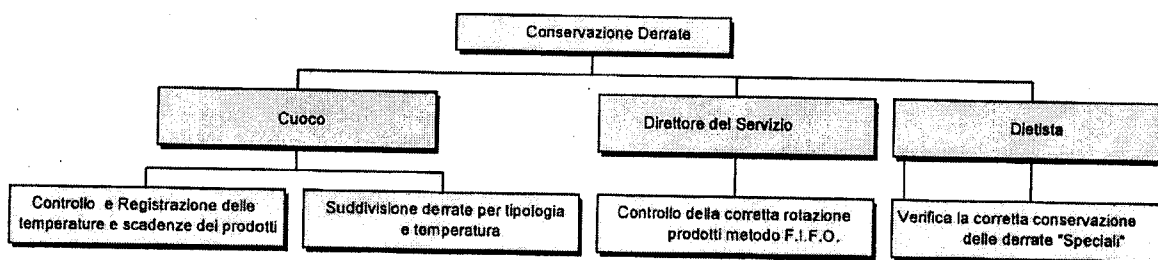 Conservazione Derrate
Cuoco
Direttore del Servizio
Dietista
Controllo e Registrazione delle
temperature e scadenze dei prodotti
Suddivisione derrate per tipologia
e temperatura
Controllo della corretta rotazione
prodotti metodo F.I.F.O.
Verifica la corretta conservazione
delle derrate "Speciali"